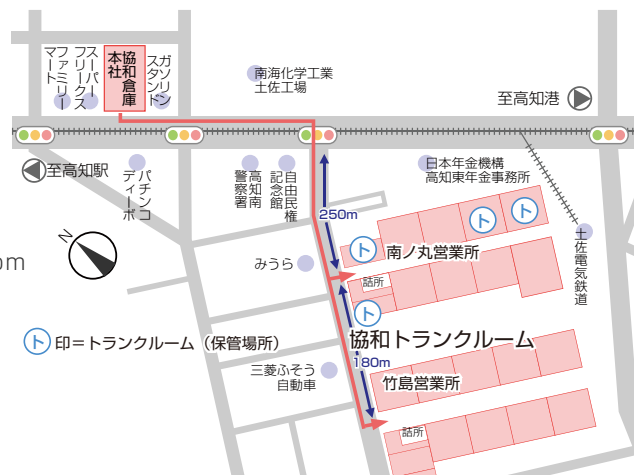 ファミリー
マート
スーパー
フリークス
協和倉庫
本社
ガソリン
スタンド
南海化学工業
土佐工場
至高知港
至高知駅
パチンコ
ディーボ
高知南
警察署
自由民権
記念館
日本年金機構
高知東年金事務所
250m
ト
ト
ト
南ノ丸営業所
土佐電気鉄道
N
om
みうら
詰所
ト
ト印=トランクルーム（保管場所）
協和トランクルーム
180m
三菱ふそう
自動車
竹島営業所
詰所